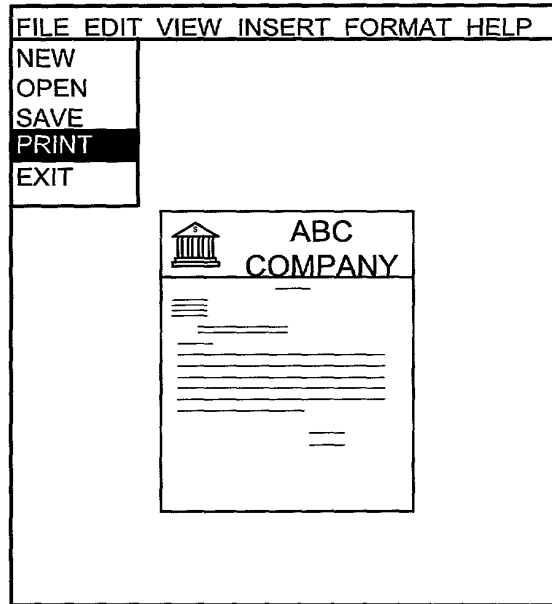 FILE EDIT VIEW INSERT FORMAT HELP
NEW
OPEN
SAVE
PRINT
EXIT
$
ABC
COMPANY